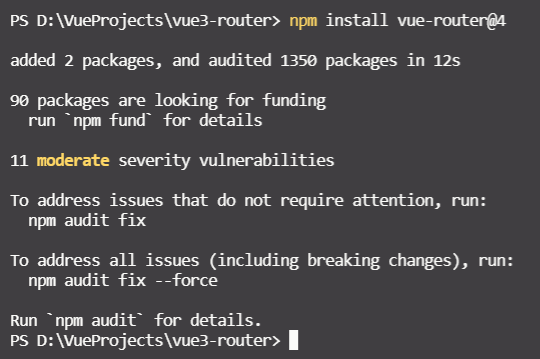 PS D:\VueProjects\vue3-router> npm install vue-router@4
added 2 packages, and audited 1350 packages in 12s
90 packages are looking for funding
  run `npm fund` for details
11 moderate severity vulnerabilities
To address issues that do not require attention, run:
  npm audit fix
To address all issues (including breaking changes), run:
  npm audit fix --force
Run `npm audit` for details.
PS D:\VueProjects\vue3-router>